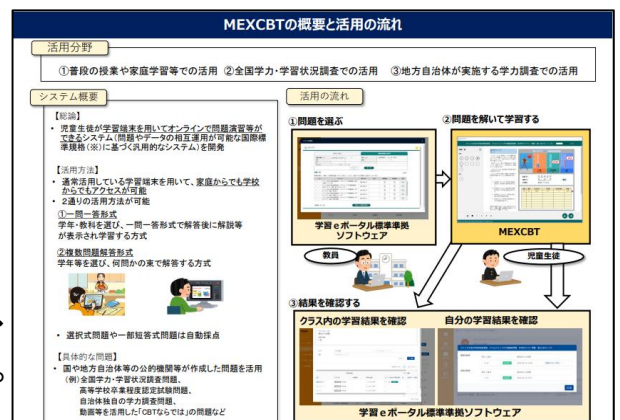 MEXCBTの概要と活用の流れ
活用分野
①普段の授業や家庭学習等での活用 ②全国学力・学習状況調査での活用 ③地方自治体が実施する学力調査での活用
システム概要
【総論】
・ 児童生徒が学習端末を用いてオンラインで問題演習等が
できるシステム(問題やデータの相互運用が可能な国際標
準規格(※)に基づく汎用的なシステム)を開発
【活用方法】
・ 通常活用している学習端末を用いて、家庭からでも学校
からでもアクセスが可能
・ 2通りの活用方法が可能
①一問一答形式
学年・教科を選び、一問一答形式で解答後に解説等
が表示され学習する方式
②複数問題解答形式
学年等を選び、何問かの束で解答する方式
・ 選択式問題や一部短答式問題は自動採点
【具体的な問題】
・ 国や地方自治体等の公的機関等が作成した問題を活用
(例)全国学力・学習状況調査問題、
高等学校卒業程度認定試験問題、
自治体独自の学力調査問題、
動画等を活用した「CBTならでは」の問題など
活用の流れ
①問題を選ぶ
学習eポータル標準準拠
ソフトウェア
②問題を解いて学習する
MEXCBT
教員
児童生徒
③結果を確認する
クラス内の学習結果を確認
自分の学習結果を確認
学習eポータル標準準拠ソフトウェア